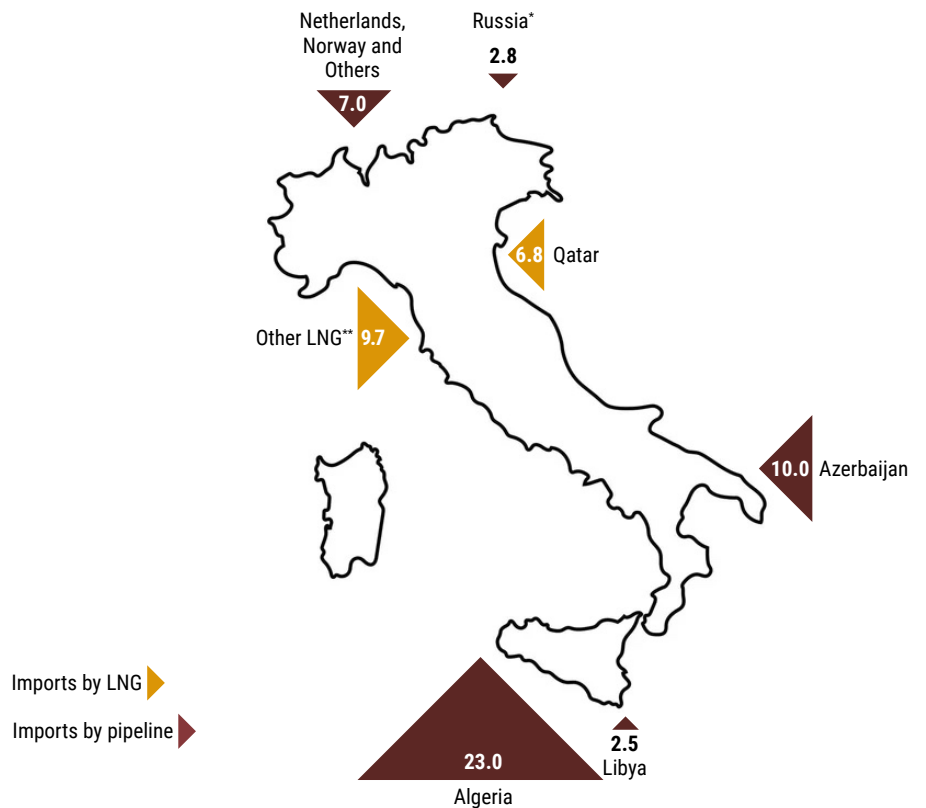 Netherlands,
Norway and
Others
7.0
Russia*
2.8
6.8 Qatar
Other LNG** 9.7
10.0 Azerbaijan
Imports by LNG
Imports by pipeline
23.0
Algeria
2.5
Libya